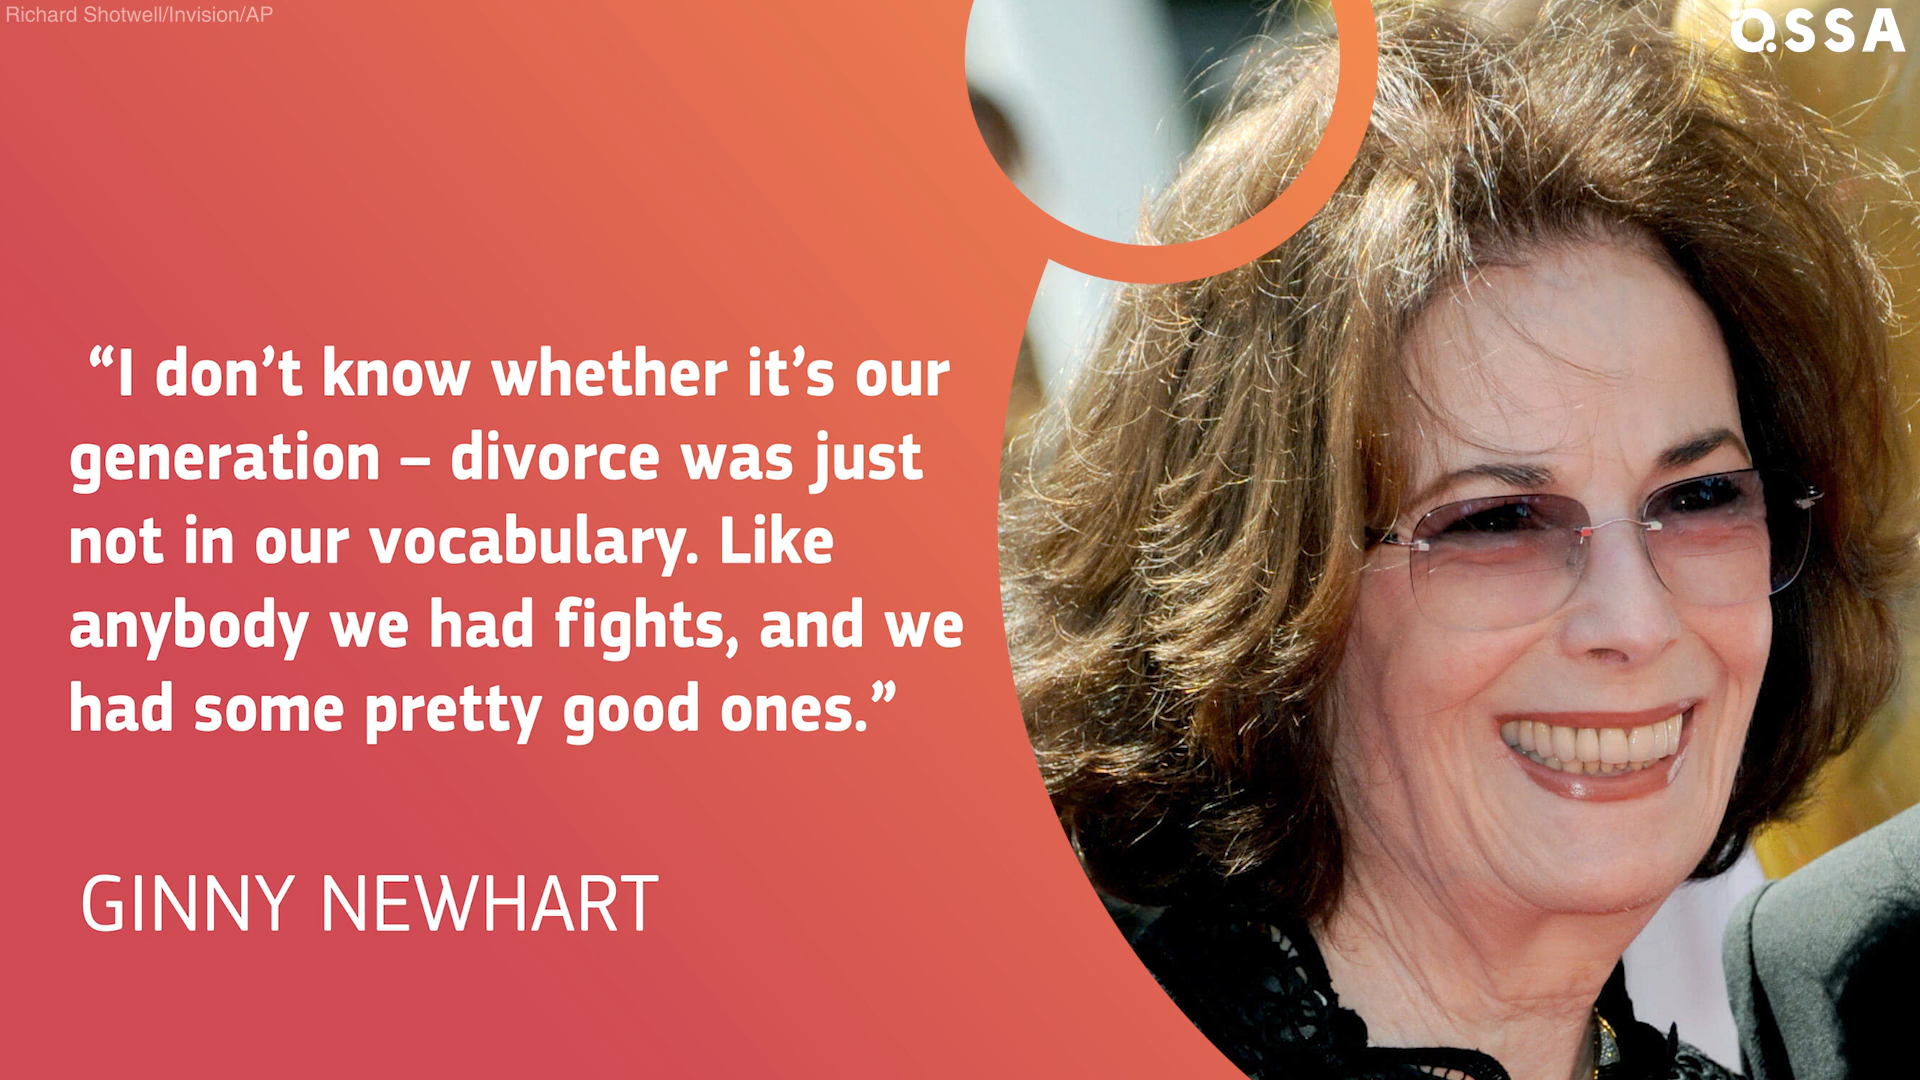 Richard Shotwell/Invision/AP
QSSA
“I don’t know whether it’s our
generation – divorce was just
not in our vocabulary. Like
anybody we had fights, and we
had some pretty good ones.”
GINNY NEWHART